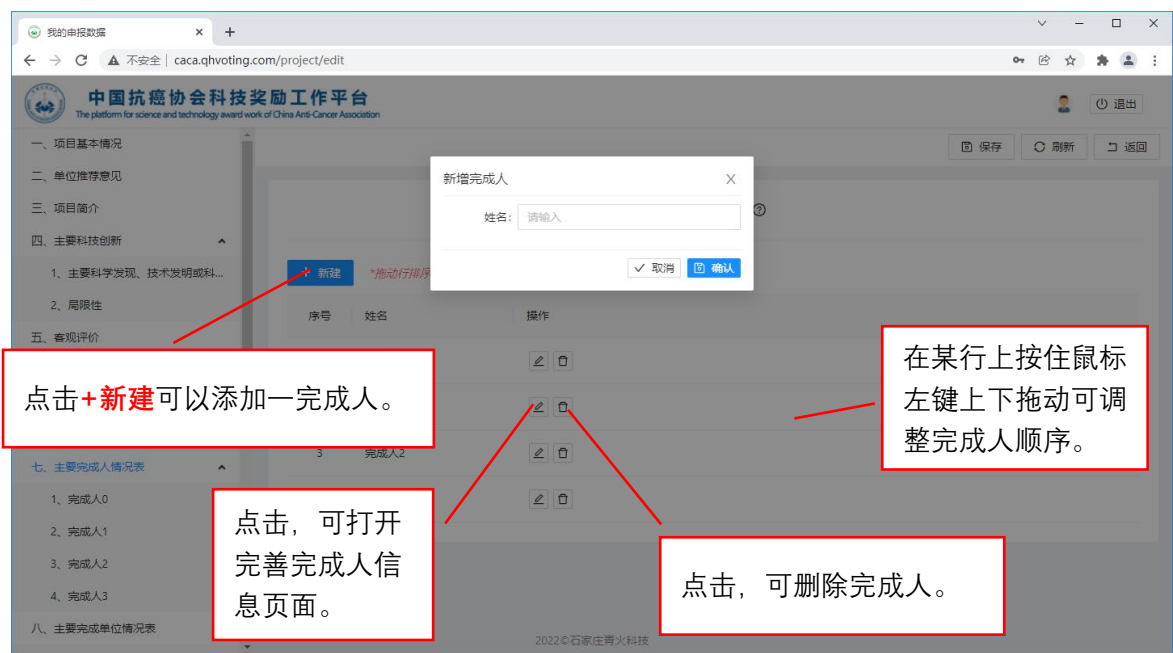 我的申报数据
不安全 | caca.qhvoting.com/project/edit
中国抗癌协会科技奖励工作平台
The platform for science and technology award work of China Anti-Cancer Association
退出
一、项目基本情况
保存
刷新
返回
二、单位推荐意见
三、项目简介
四、主要科技创新
1、主要科学发现、技术发明或科...
2、局限性
五、客观评价
新增完成人
姓名:
请输入
取消
确认
+ 新建
*拖动行排序
序号
姓名
操作
点击+新建可以添加一完成人。
在某行上按住鼠标
左键上下拖动可调
整完成人顺序。
3
完成人2
七、主要完成人情况表
1、完成人0
2、完成人1
3、完成人2
4、完成人3
八、主要完成单位情况表
点击，可打开
完善完成人信
息页面。
点击，可删除完成人。
2022©石家庄青火科技